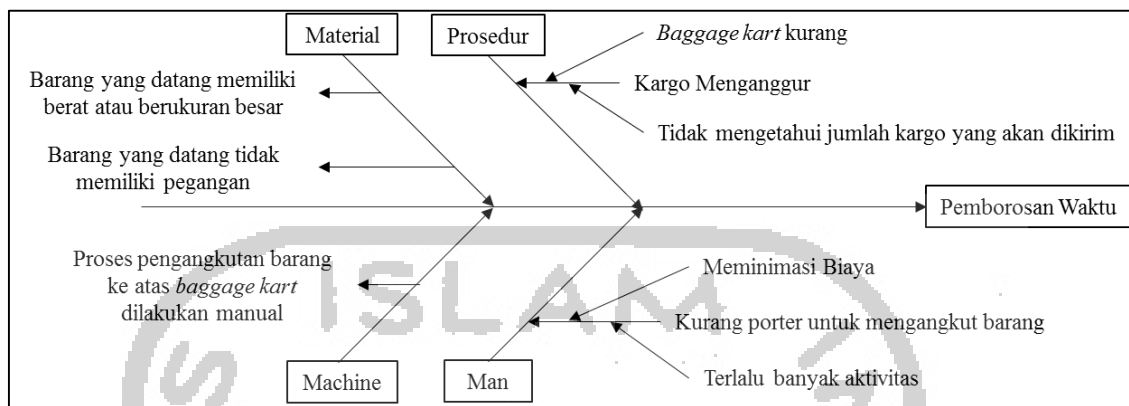 Material
Prosedur
Baggage kart kurang
Barang yang datang memiliki
berat atau berukuran besar
Kargo Menganggur
Tidak mengetahui jumlah kargo yang akan dikirim
Barang yang datang tidak
memiliki pegangan
Pemborosan Waktu
Proses pengangkutan barang
ke atas baggage kart
dilakukan manual
Meminimasi Biaya
Kurang porter untuk mengangkut barang
Terlalu banyak aktivitas
Machine
Man
ISLAM